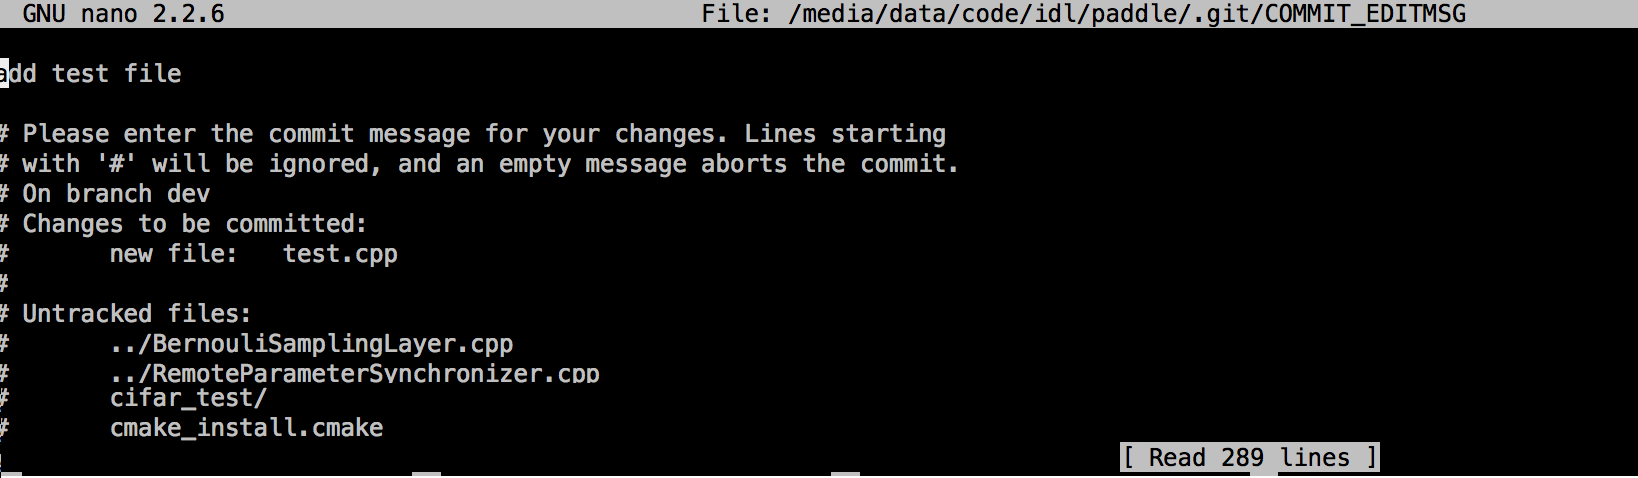 GNU nano 2.2.6 File: /media/data/code/idl/paddle/.git/COMMIT_EDITMSG
add test file
# Please enter the commit message for your changes. Lines starting
# with '#' will be ignored, and an empty message aborts the commit.
# On branch dev
# Changes to be committed:
# new file: test.cpp
#
# Untracked files:
# ../BernouliSamplingLayer.cpp
# ../RemoteParameterSynchronizer.cpp
# cifar_test/
# cmake_install.cmake
[ Read 289 lines ]